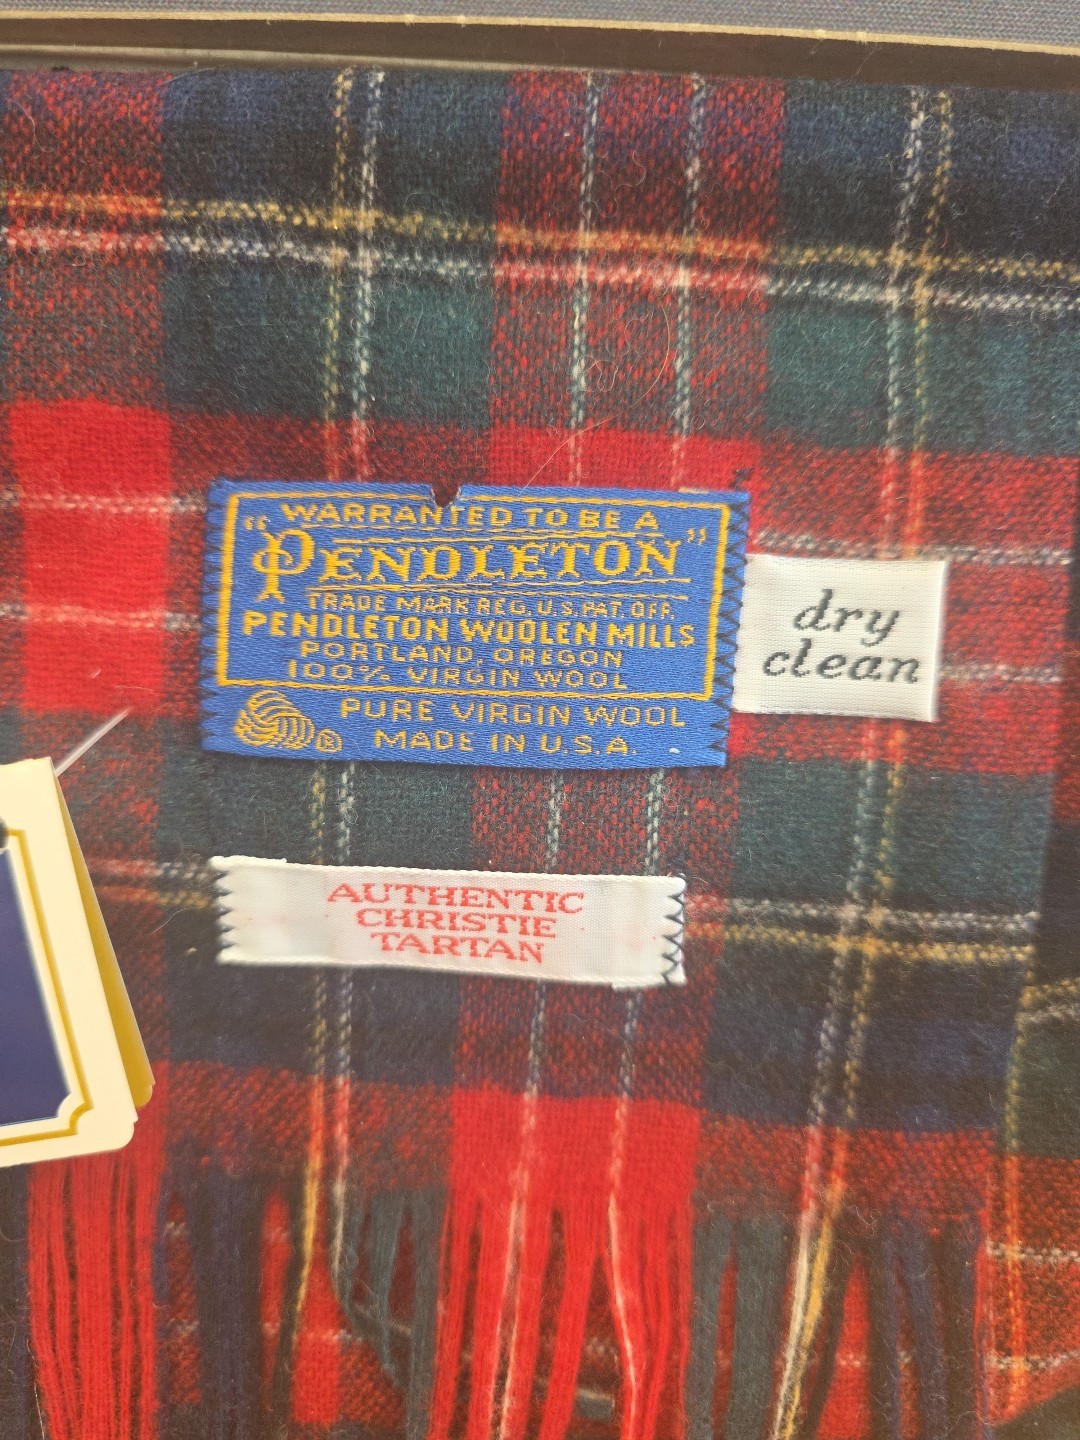 WARRANTED TO BE A
"PENDLETON"
TRADE MARK REG. U.S. PAT. OFF.
PENDLETON WOOLEN MILLS
PORTLAND, OREGON
100% VIRGIN WOOL
PURE VIRGIN WOOL
® MADE IN U.S.A.
dry
clean
AUTHENTIC
CHRISTIE
TARTAN